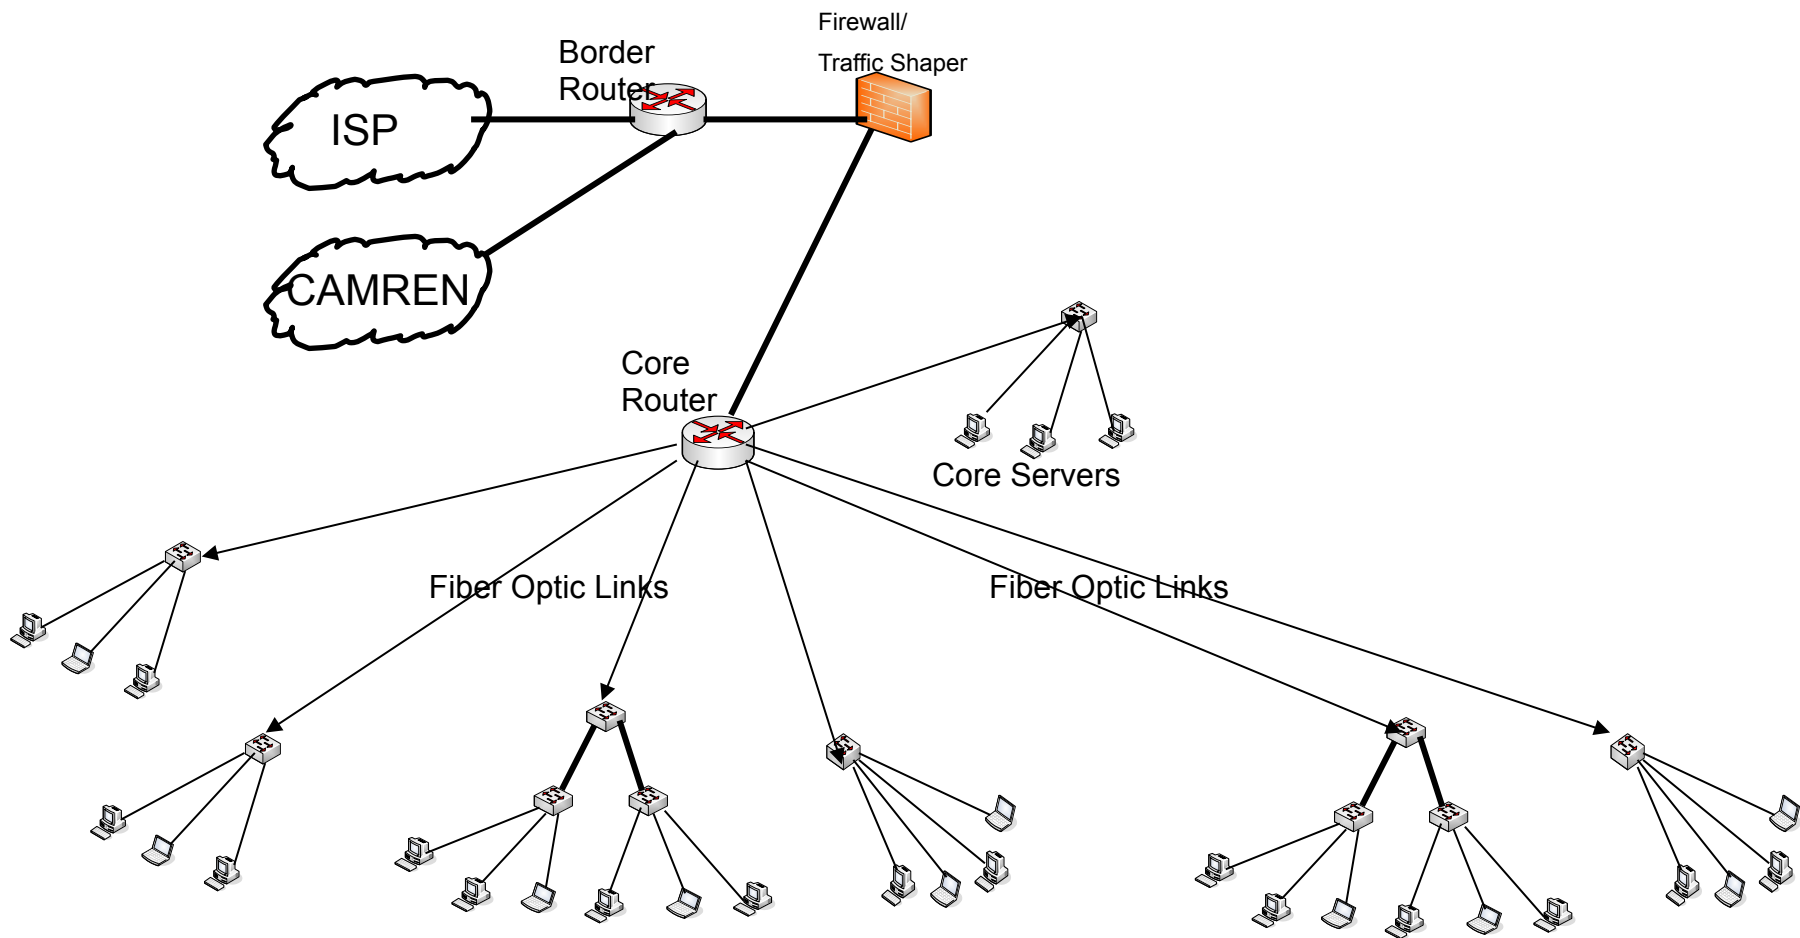 Firewall/
Traffic Shaper
Border
Router
ISP
CAMREN
Core
Router
Core Servers
Fiber Optic Links
Fiber Optic Links